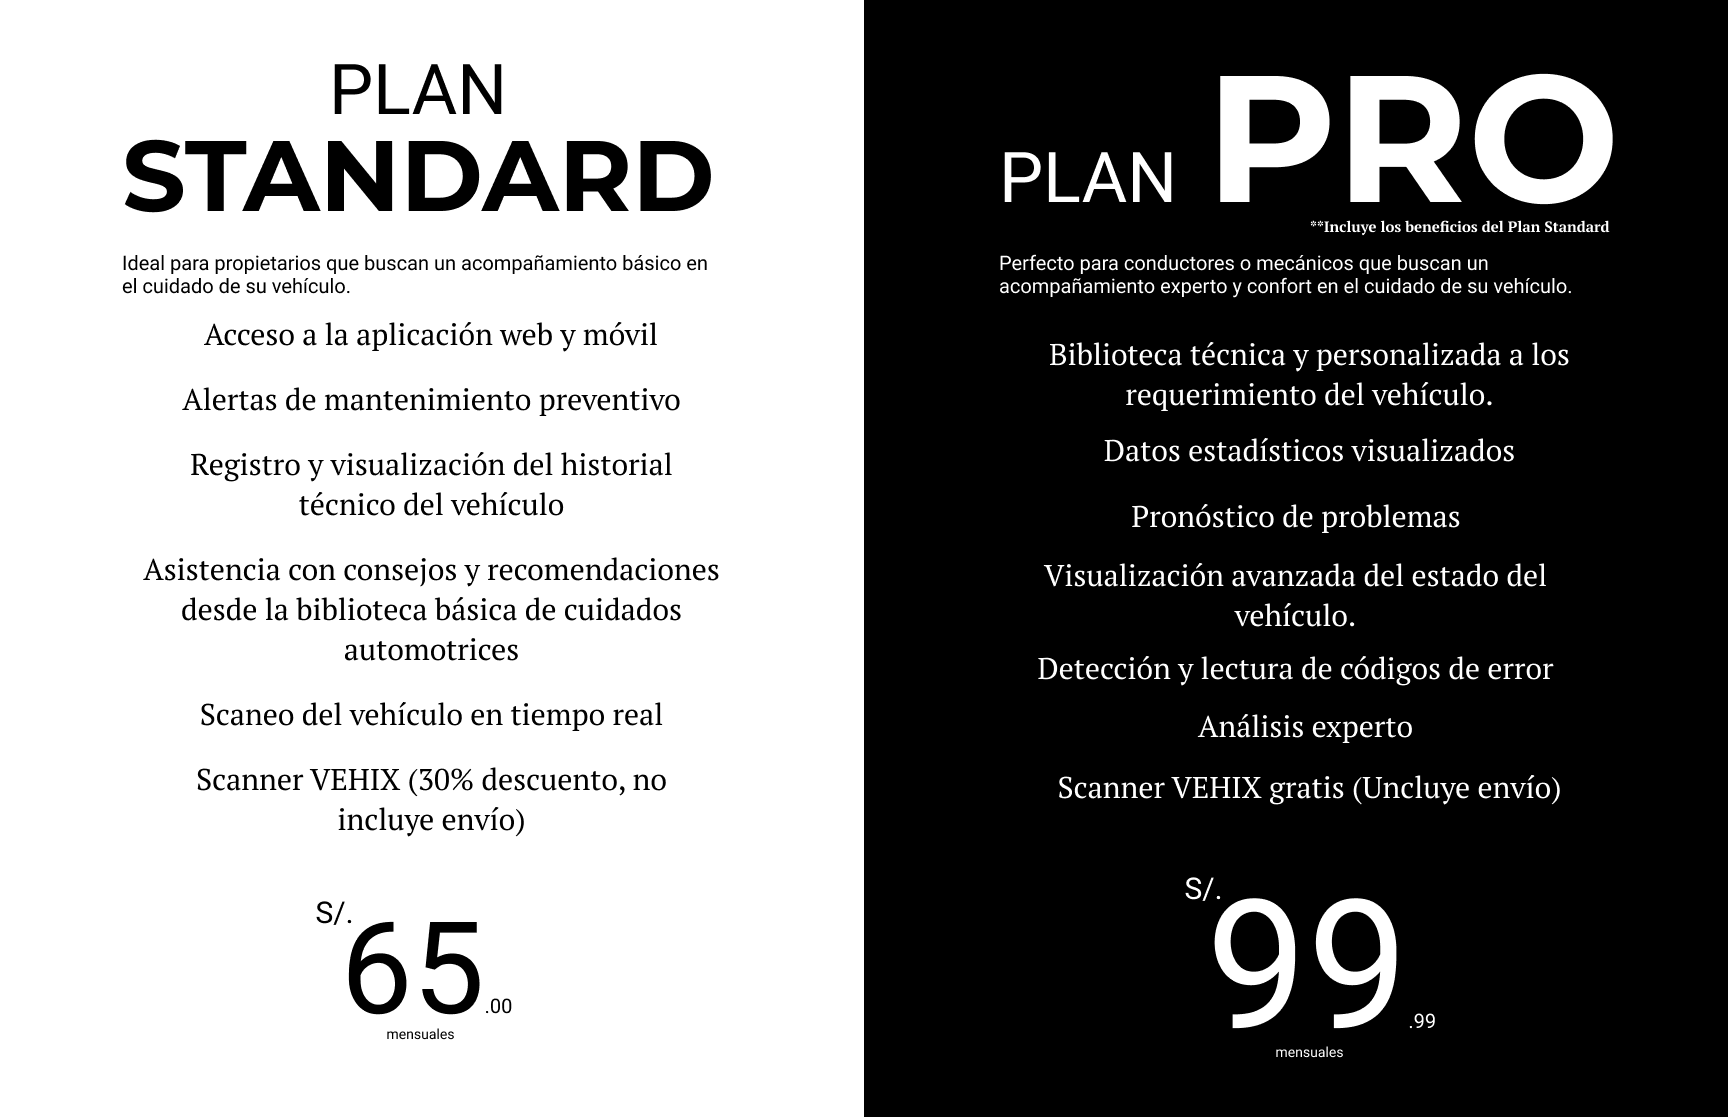 PLAN
STANDARD
Ideal para propietarios que buscan un acompañamiento básico en
el cuidado de su vehículo.
Acceso a la aplicación web y móvil
Alertas de mantenimiento preventivo
Registro y visualización del historial
técnico del vehículo
Asistencia con consejos y recomendaciones
desde la biblioteca básica de cuidados
automotrices
Scaneo del vehículo en tiempo real
Scanner VEHIX (30% descuento, no
incluye envío)
S/.
65.00
mensuales
PLAN PRO
**Incluye los beneficios del Plan Standard
Perfecto para conductores o mecánicos que buscan un
acompañamiento experto y confort en el cuidado de su vehículo.
Biblioteca técnica y personalizada a los
requerimiento del vehículo.
Datos estadísticos visualizados
Pronóstico de problemas
Visualización avanzada del estado del
vehículo.
Detección y lectura de códigos de error
Análisis experto
Scanner VEHIX gratis (Uncluye envío)
S/.
99.99
mensuales